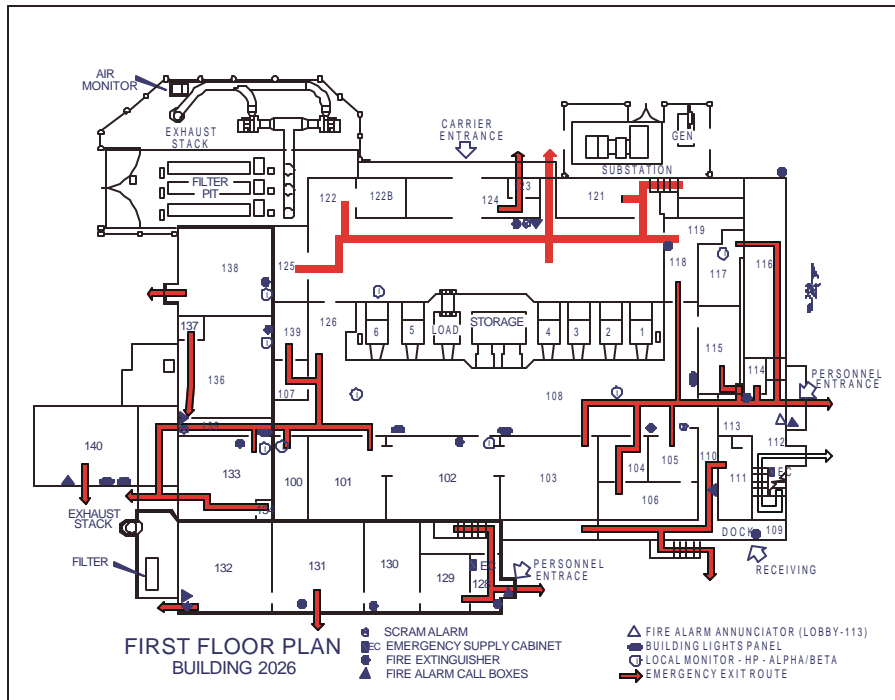 AIR
MONITOR
EXHAUST
STACK
CARRIER
ENTRANCE
GEN
SUBSTATION
FILTER
PIT
122
122B
124
23
121
119
138
125
118
117
116
137
139
126
6
5
LOAD
STORAGE
4
3
2
1
136
107
108
115
114
PERSONNEL
ENTRANCE
140
133
100
101
102
103
104
105
106
110
113
112
111
EC
EXHAUST
STACK
DOCK
109
RECEIVING
FILTER
132
131
130
129
128
EC
PERSONNEL
ENTRACE
FIRST FLOOR PLAN
BUILDING 2026
SCRAM ALARM
EC EMERGENCY SUPPLY CABINET
FIRE EXTINGUISHER
FIRE ALARM CALL BOXES
FIRE ALARM ANNUNCIATOR (LOBBY-113)
BUILDING LIGHTS PANEL
LOCAL MONITOR - HP - ALPHA/BETA
EMERGENCY EXIT ROUTE